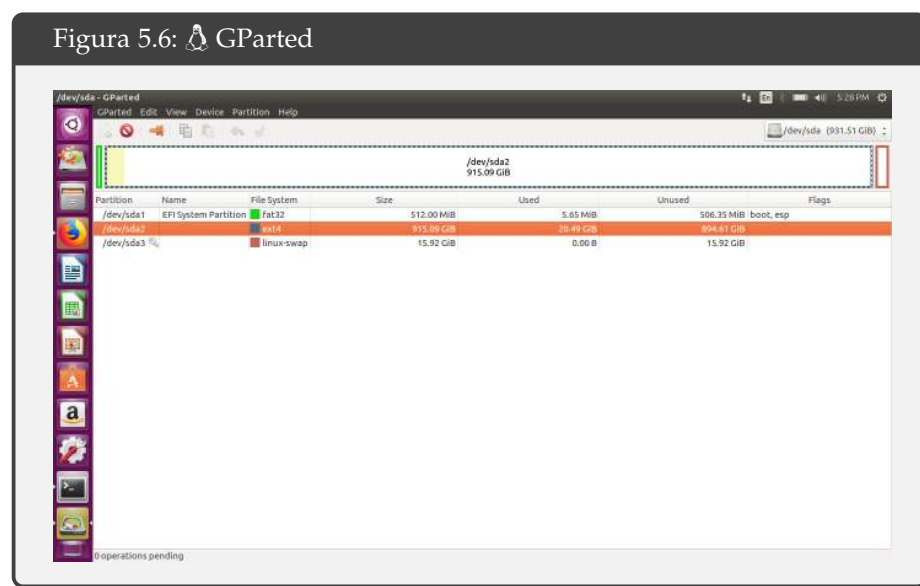 Figura 5.6: GParted
/dev/sda - GParted
En 5:28 PM
GParted Edit View Device Partition Help
/dev/sda (931.51 GiB)
/dev/sda2
915.09 GiB
Partition Name File System Size Used Unused Flags
/dev/sda1 EFI System Partition fat32 512.00 MiB 5.65 MiB 506.35 MiB boot, esp
/dev/sda2 ext4 915.09 GiB 20.49 GiB 894.61 GiB
/dev/sda3 linux-swap 15.92 GiB 0.00 B 15.92 GiB
0 operations pending